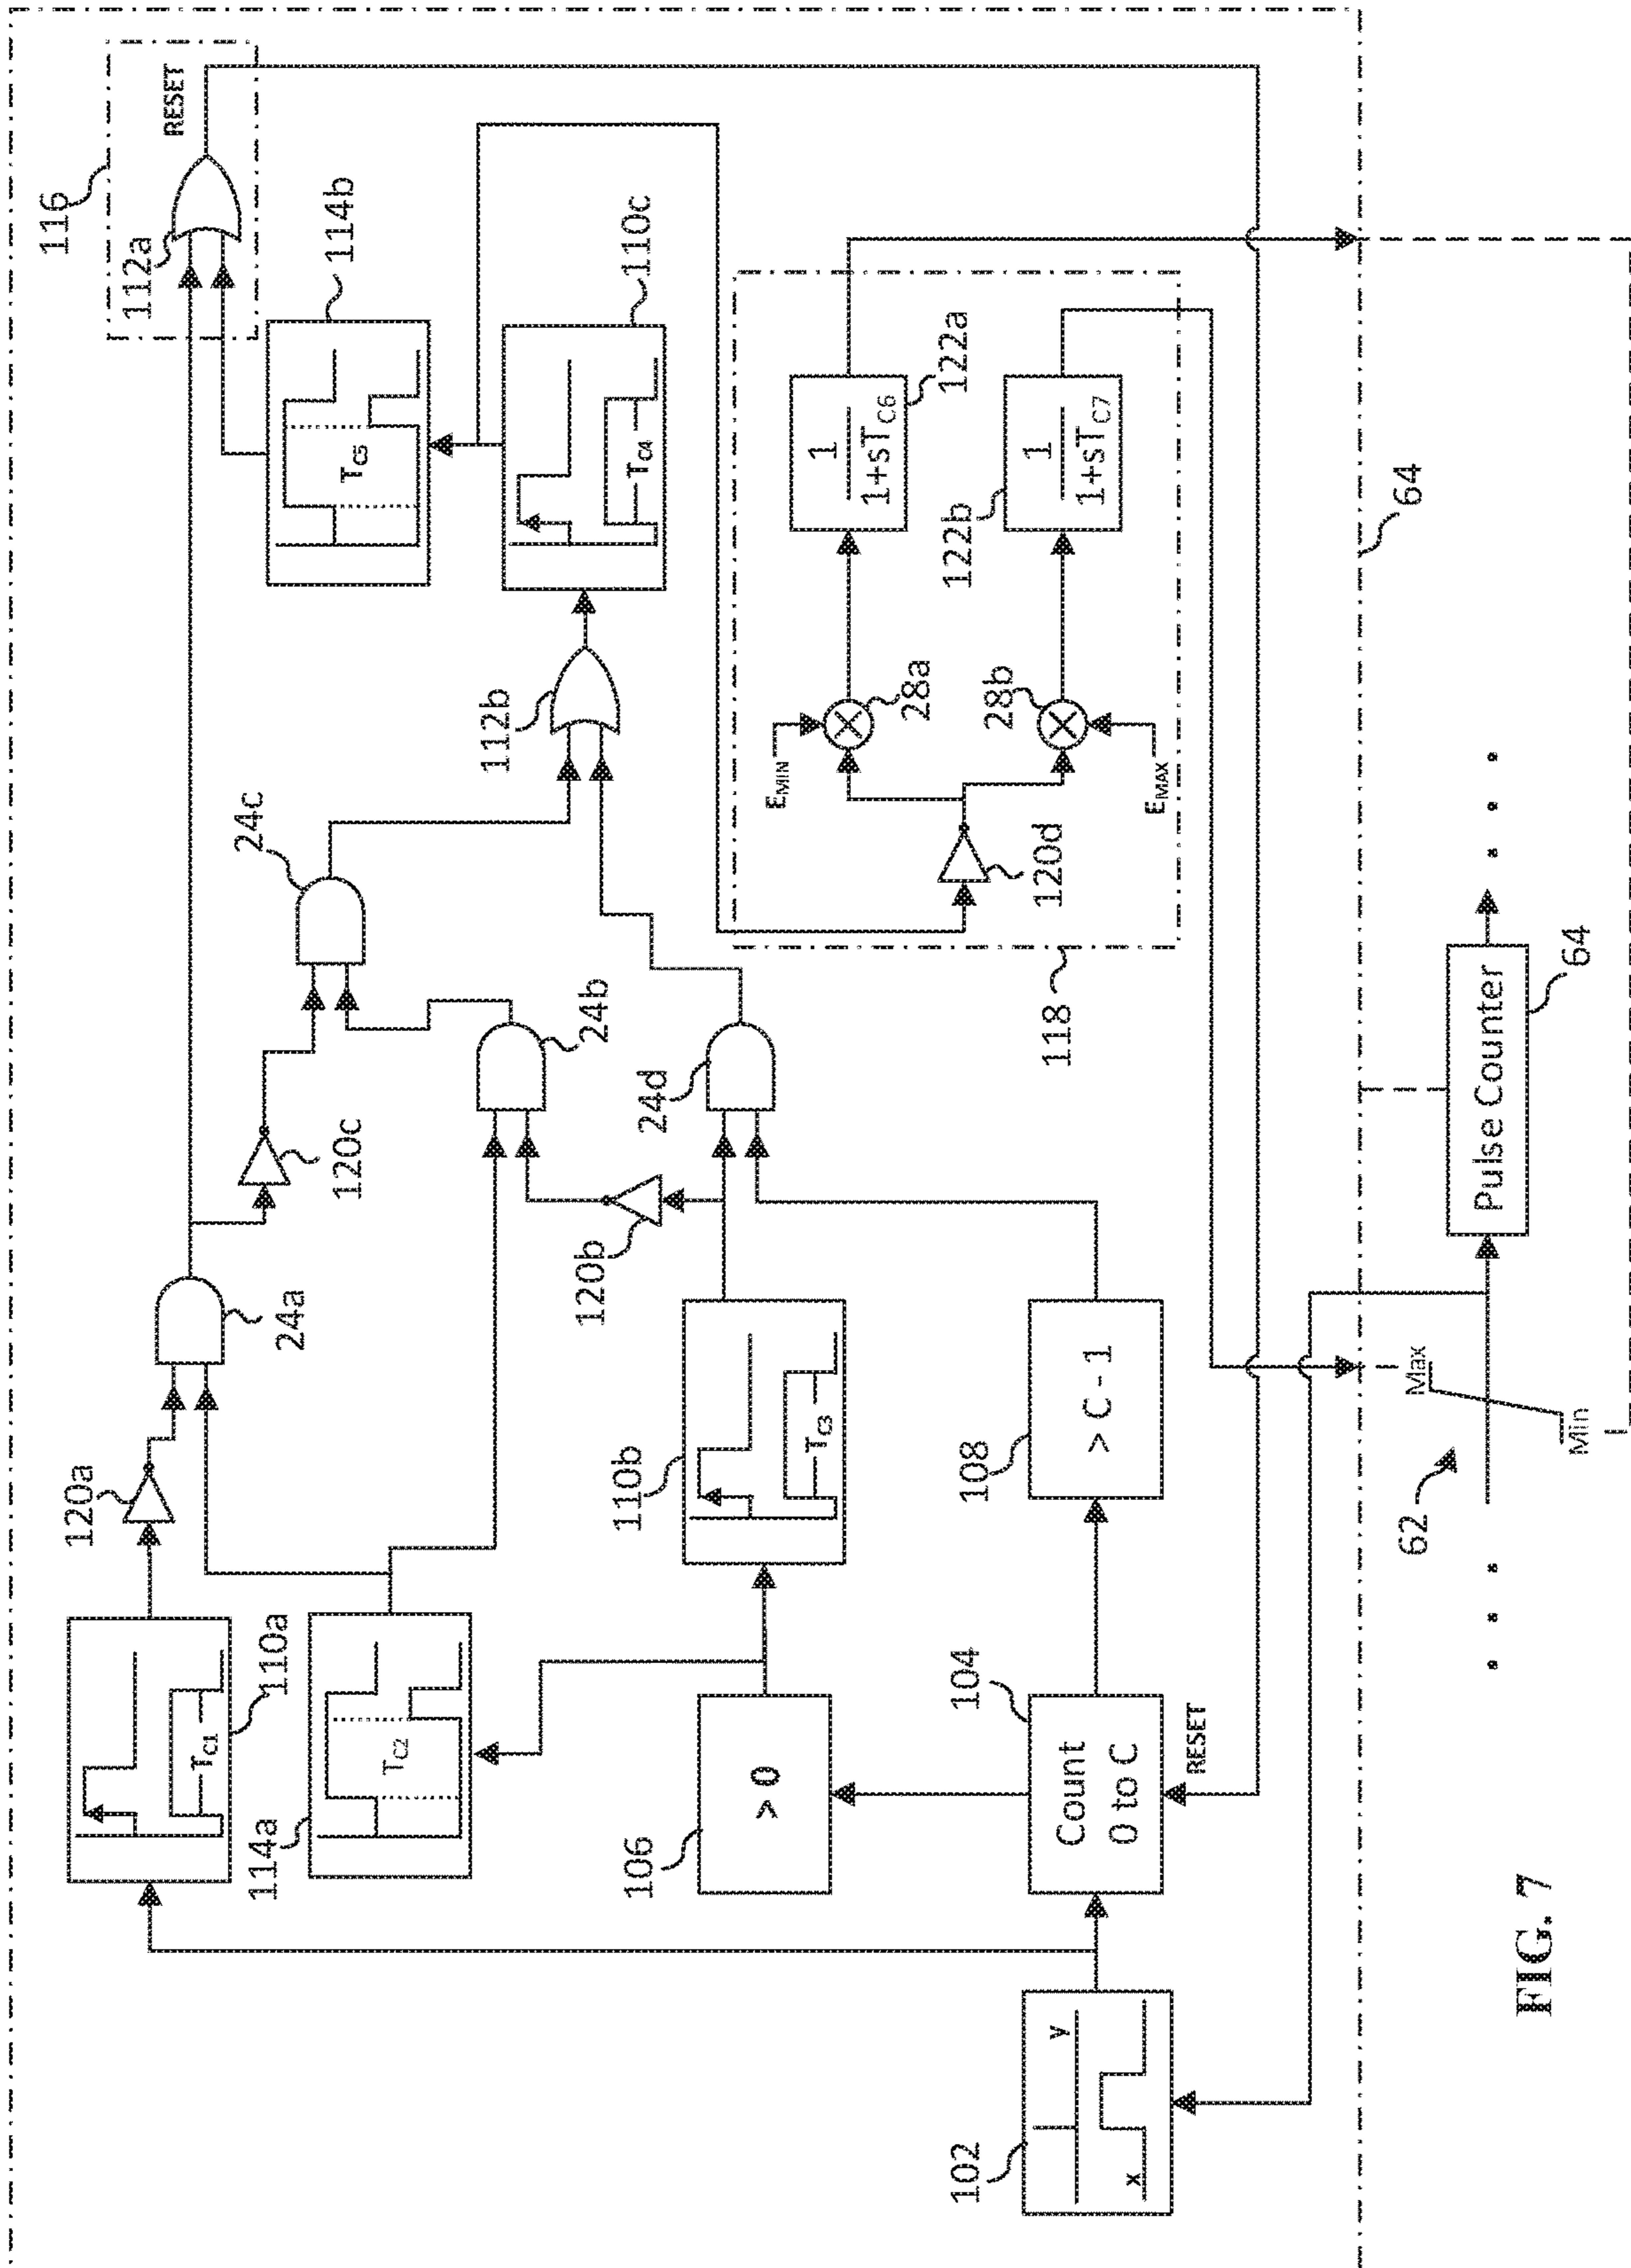 116
112a
RESET
114b
T_C5
110c
T_C4
112b
24c
24a
120c
24b
24d
120b
120a
T_C1
110a
114a
T_C2
110b
T_C3
106
> 0
104
Count
0 to C
RESET
108
> C - 1
102
y
x
118
120d
E_MIN
E_MAX
28a
28b
122a
1
1+sT_C6
122b
1
1+sT_C7
64
62
Max
Min
Pulse Counter
64
FIG. 7